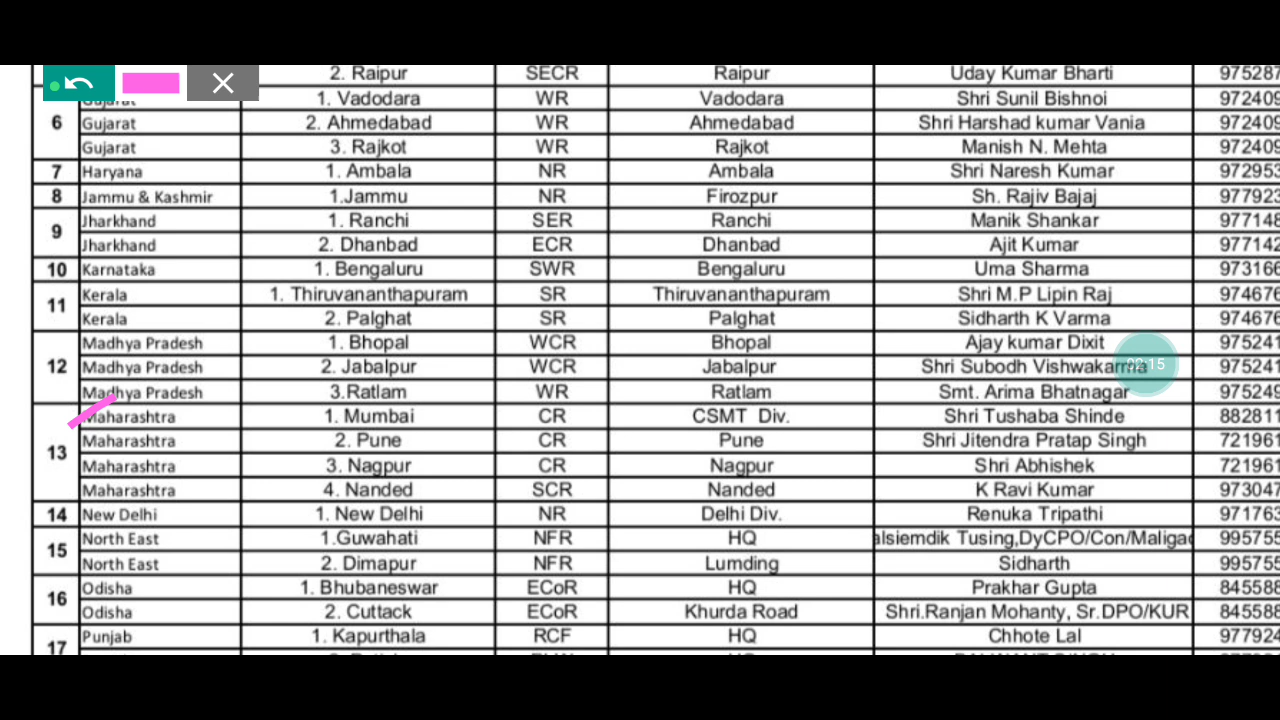 2. Raipur SECR Raipur Uday Kumar Bharti 975287
Gujarat 1. Vadodara WR Vadodara Shri Sunil Bishnoi 972409
6 Gujarat 2. Ahmedabad WR Ahmedabad Shri Harshad kumar Vania 972409
Gujarat 3. Rajkot WR Rajkot Manish N. Mehta 972409
7 Haryana 1. Ambala NR Ambala Shri Naresh Kumar 972953
8 Jammu & Kashmir 1.Jammu NR Firozpur Sh. Rajiv Bajaj 977923
9 Jharkhand 1. Ranchi SER Ranchi Manik Shankar 977148
Jharkhand 2. Dhanbad ECR Dhanbad Ajit Kumar 977142
10 Karnataka 1. Bengaluru SWR Bengaluru Uma Sharma 973166
11 Kerala 1. Thiruvananthapuram SR Thiruvananthapuram Shri M.P Lipin Raj 974676
Kerala 2. Palghat SR Palghat Sidharth K Varma 974676
Madhya Pradesh 1. Bhopal WCR Bhopal Ajay kumar Dixit 975241
12 Madhya Pradesh 2. Jabalpur WCR Jabalpur Shri Subodh Vishwakarma 975241
02:15
Madhya Pradesh 3.Ratlam WR Ratlam Smt. Arima Bhatnagar 975249
Maharashtra 1. Mumbai CR CSMT Div. Shri Tushaba Shinde 882811
13 Maharashtra 2. Pune CR Pune Shri Jitendra Pratap Singh 721961
Maharashtra 3. Nagpur CR Nagpur Shri Abhishek 721961
Maharashtra 4. Nanded SCR Nanded K Ravi Kumar 973047
14 New Delhi 1. New Delhi NR Delhi Div. Renuka Tripathi 971763
15 North East 1.Guwahati NFR HQ alsiemdik Tusing,DyCPO/Con/Maligao 995755
North East 2. Dimapur NFR Lumding Sidharth 995755
16 Odisha 1. Bhubaneswar ECoR HQ Prakhar Gupta 845588
Odisha 2. Cuttack ECoR Khurda Road Shri.Ranjan Mohanty, Sr.DPO/KUR 845588
17 Punjab 1. Kapurthala RCF HQ Chhote Lal 977924